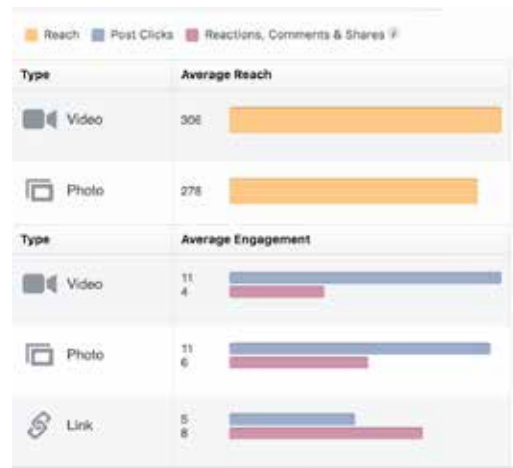 Reach Post Clicks Reactions, Comments & Shares
Type Average Reach
Video 306
Photo 278
Type Average Engagement
Video 11
4
Photo 11
6
Link 5
8